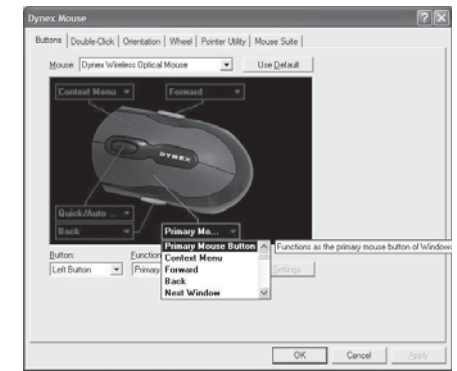 Dynex Mouse
Buttons Double-Click Orientation Wheel Pointer Utility Mouse Suite
Mouse: Dynex Wireless Optical Mouse Use Default
Context Menu Forward
DYNEX
Quick/Auto ...
Back Primary Mo...
Primary Mouse Button Functions as the primary mouse button of Window
Context Menu
Forward
Back
Next Window
Button: Function
Left Button Primary Settings
OK Cancel Apply